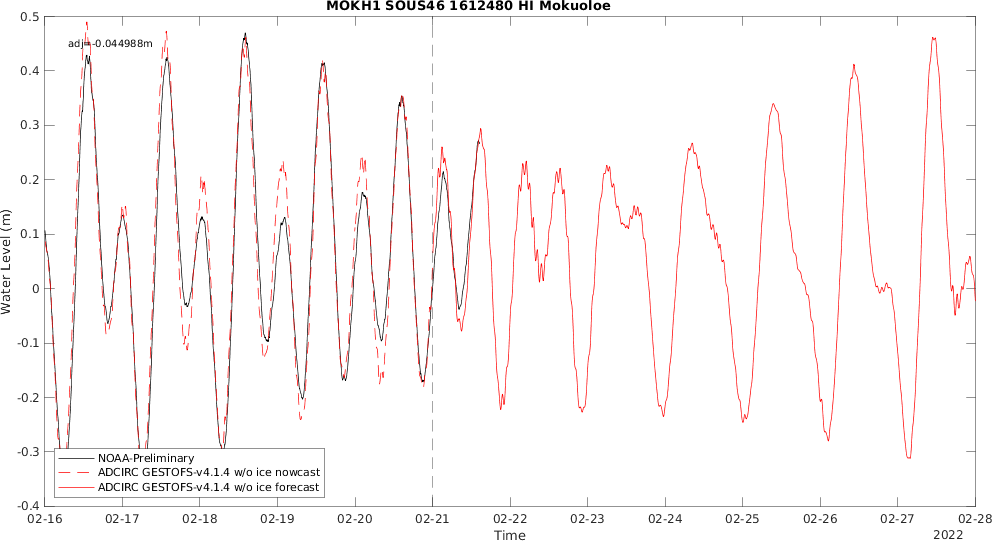 MOKH1 SOUS46 1612480 HI Mokuoloe
adj=-0.044988m
Water Level (m)
0.5
0.4
0.3
0.2
0.1
0
-0.1
-0.2
-0.3
-0.4
NOAA-Preliminary
ADCIRC GESTOFS-v4.1.4 w/o ice nowcast
ADCIRC GESTOFS-v4.1.4 w/o ice forecast
02-16 02-17 02-18 02-19 02-20 02-21 02-22 02-23 02-24 02-25 02-26 02-27 02-28
Time
2022